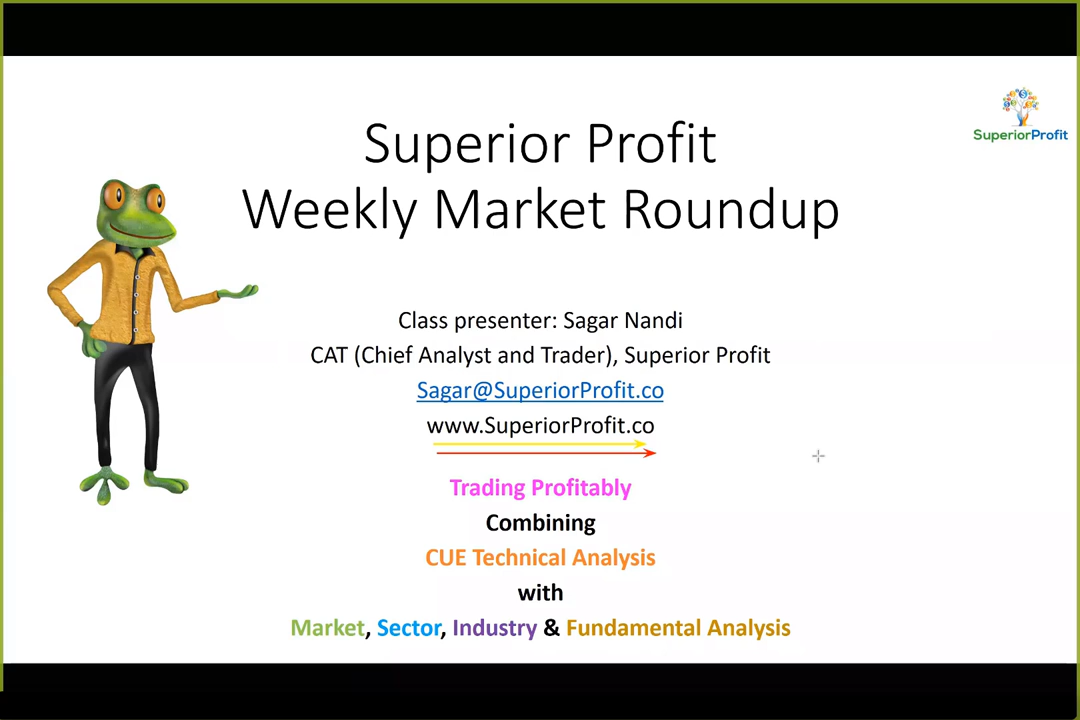 Superior Profit
Weekly Market Roundup
SuperiorProfit
Class presenter: Sagar Nandi
CAT (Chief Analyst and Trader), Superior Profit
Sagar@SuperiorProfit.co
www.SuperiorProfit.co
Trading Profitably
Combining
CUE Technical Analysis
with
Market, Sector, Industry & Fundamental Analysis